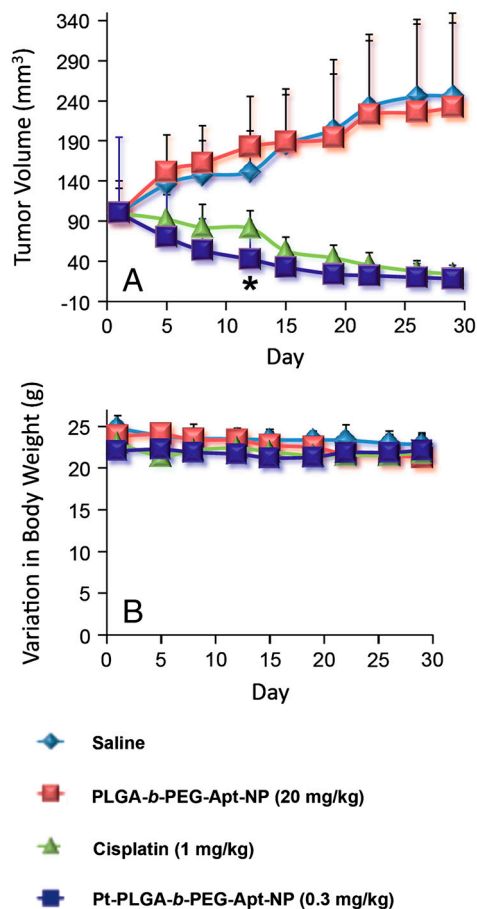 Tumor Volume (mm³)
340
290
240
190
140
90
40
-10
A
*
0 5 10 15 20 25 30
Day
Variation in Body Weight (g)
25
20
15
10
5
0
B
0 5 10 15 20 25 30
Day
Saline
PLGA-b-PEG-Apt-NP (20 mg/kg)
Cisplatin (1 mg/kg)
Pt-PLGA-b-PEG-Apt-NP (0.3 mg/kg)